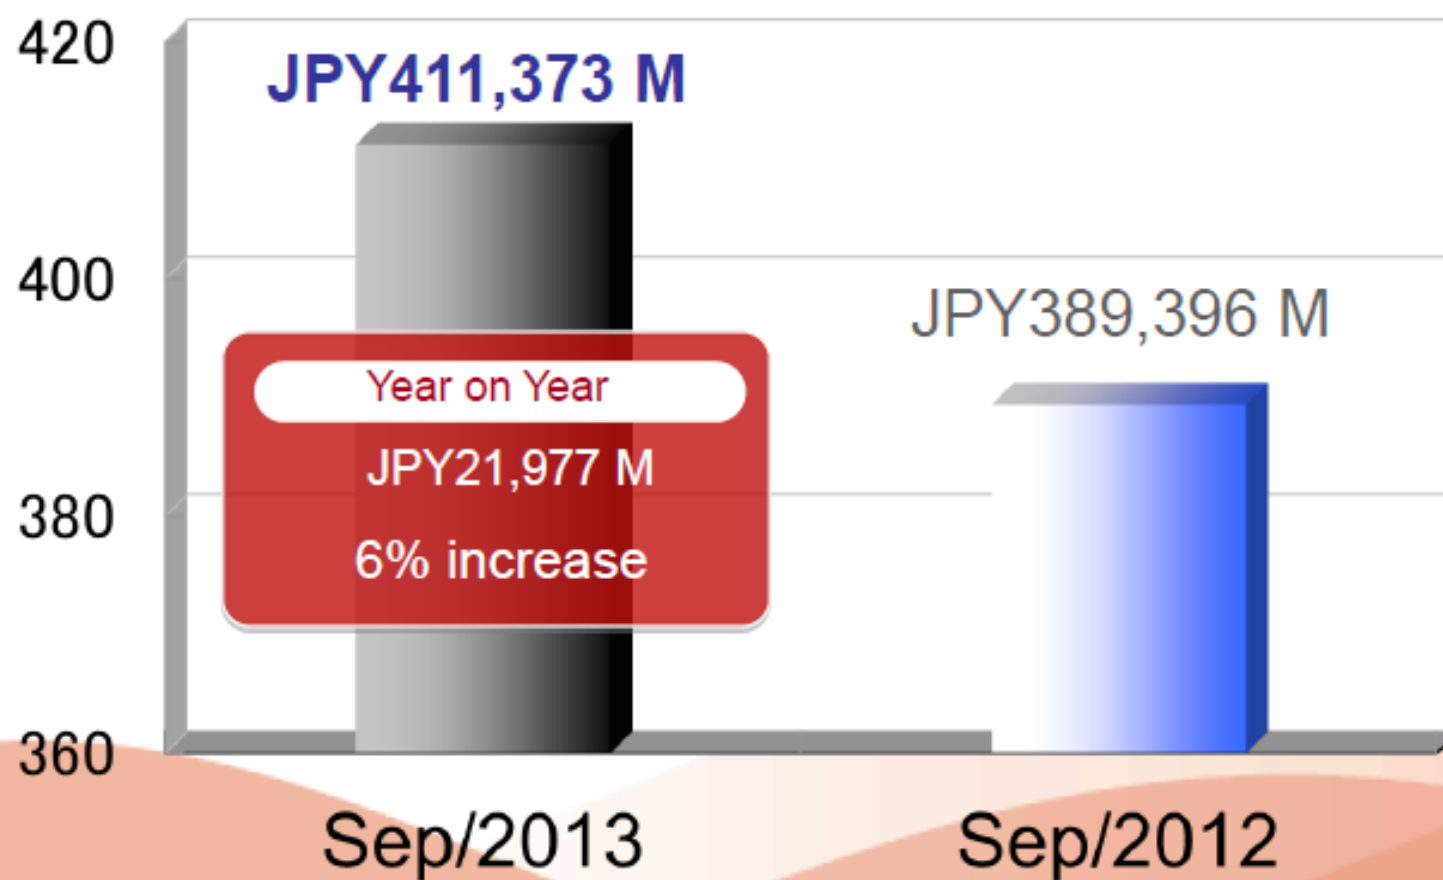 420
JPY411,373 M
400
JPY389,396 M
Year on Year
JPY21,977 M
380
6% increase
360
Sep/2013
Sep/2012